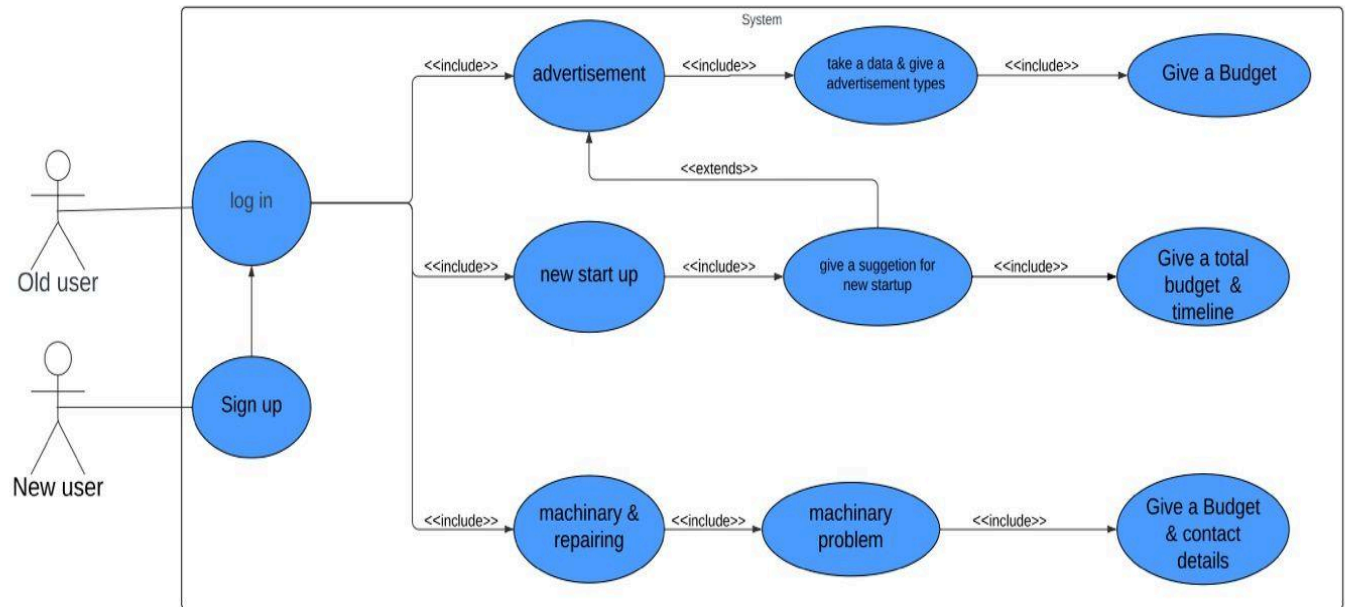 System
<<include>>
advertisement
<<include>>
take a data & give a
advertisement types
<<include>>
Give a Budget
<<extends>>
log in
Old user
<<include>>
new start up
<<include>>
give a suggetion for
new startup
<<include>>
Give a total
budget &
timeline
Sign up
New user
<<include>>
machinary &
repairing
<<include>>
machinary
problem
<<include>>
Give a Budget
& contact
details